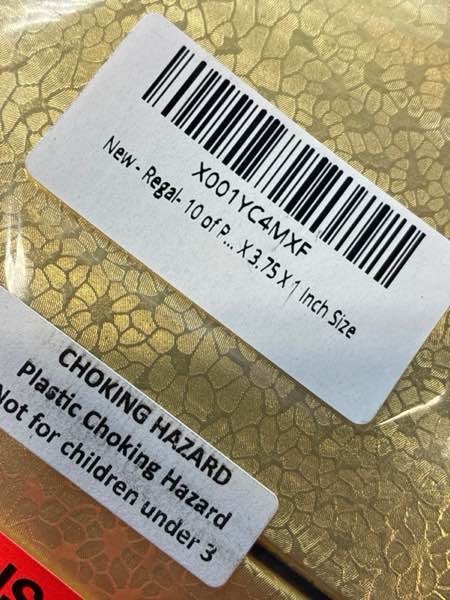 X001YC4MXF
New - Regal- 10 of P... X 3.75 X 1 Inch Size
CHOKING HAZARD
Plastic Choking Hazard
Not for children under 3